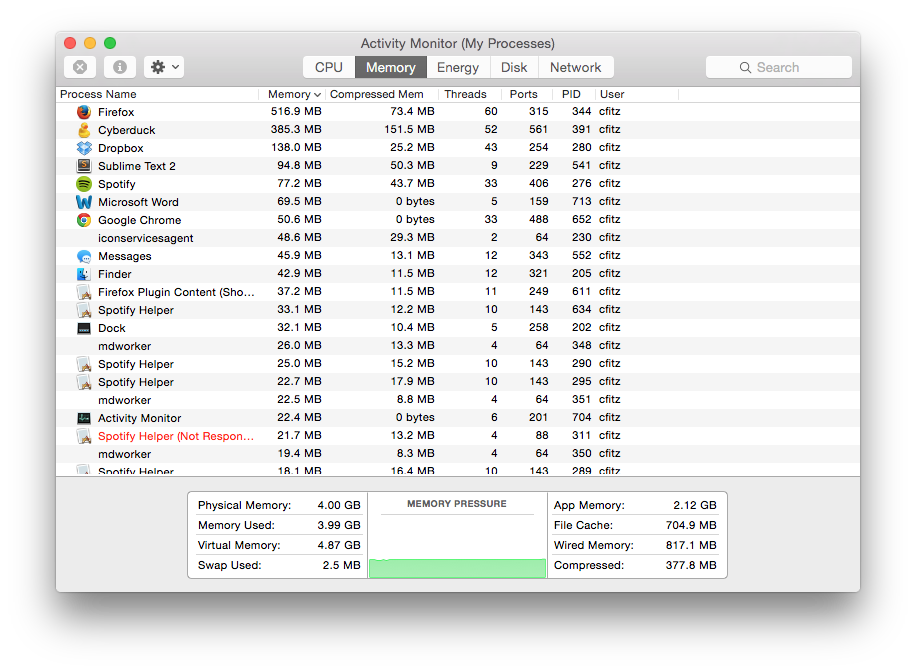 Activity Monitor (My Processes)
CPU Memory Energy Disk Network Search
Process Name Memory Compressed Mem Threads Ports PID User
Firefox 516.9 MB 73.4 MB 60 315 344 cfitz
Cyberduck 385.3 MB 151.5 MB 52 561 391 cfitz
Dropbox 138.0 MB 25.2 MB 43 254 280 cfitz
Sublime Text 2 94.8 MB 50.3 MB 9 229 541 cfitz
Spotify 77.2 MB 43.7 MB 33 406 276 cfitz
Microsoft Word 69.5 MB 0 bytes 5 159 713 cfitz
Google Chrome 50.6 MB 0 bytes 33 488 652 cfitz
iconservicesagent 48.6 MB 29.3 MB 2 64 230 cfitz
Messages 45.9 MB 13.1 MB 12 343 552 cfitz
Finder 42.9 MB 11.5 MB 12 321 205 cfitz
Firefox Plugin Content (Sho... 37.2 MB 11.5 MB 11 249 611 cfitz
Spotify Helper 33.1 MB 12.2 MB 10 143 634 cfitz
Dock 32.1 MB 10.4 MB 5 258 202 cfitz
mdworker 26.0 MB 13.3 MB 4 64 348 cfitz
Spotify Helper 25.0 MB 15.2 MB 10 143 290 cfitz
Spotify Helper 22.7 MB 17.9 MB 10 143 295 cfitz
mdworker 22.5 MB 8.8 MB 4 64 351 cfitz
Activity Monitor 22.4 MB 0 bytes 6 201 704 cfitz
Spotify Helper (Not Respon... 21.7 MB 13.2 MB 4 88 311 cfitz
mdworker 19.4 MB 8.3 MB 4 64 350 cfitz
Spotify Helper 18.1 MB 16.4 MB 10 143 289 cfitz
Physical Memory: 4.00 GB
Memory Used: 3.99 GB
Virtual Memory: 4.87 GB
Swap Used: 2.5 MB
MEMORY PRESSURE
App Memory: 2.12 GB
File Cache: 704.9 MB
Wired Memory: 817.1 MB
Compressed: 377.8 MB